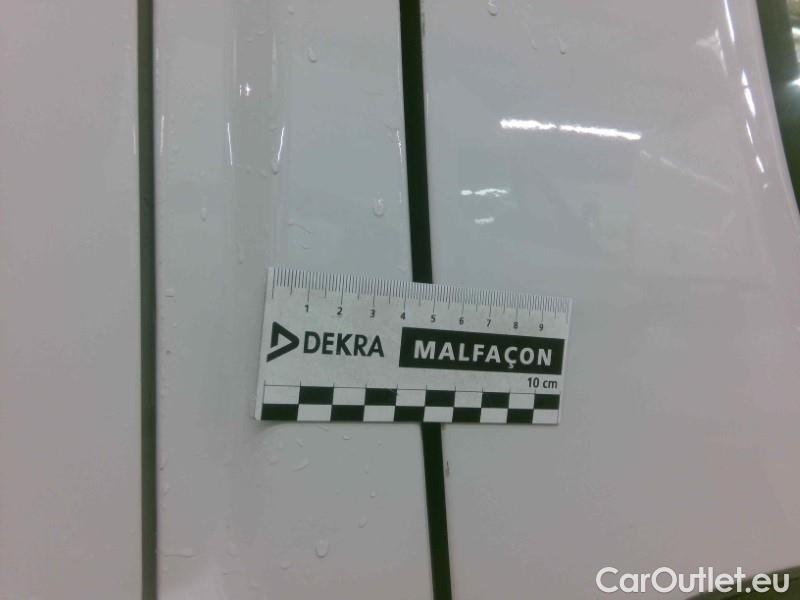 1 2 3 4 5 6 7 8 9
DEKRA MALFAÇON
10 cm
CarOutlet.eu